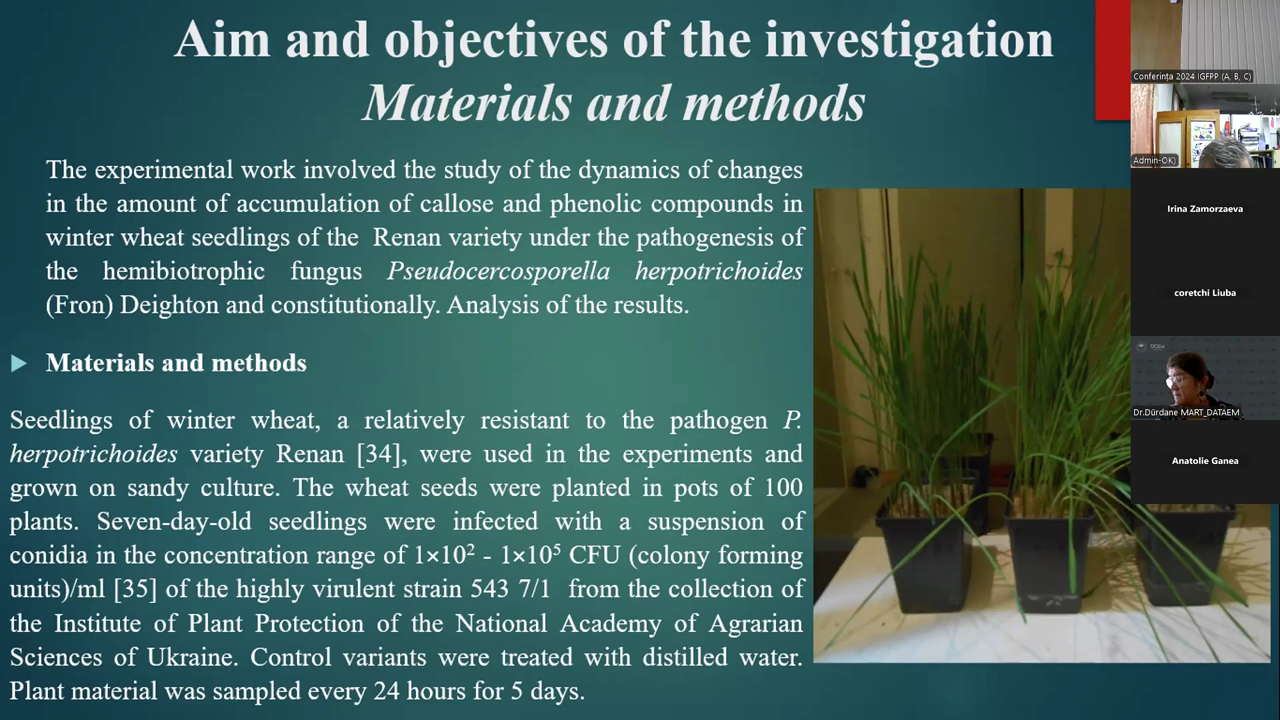 Aim and objectives of the investigation
Materials and methods
The experimental work involved the study of the dynamics of changes
in the amount of accumulation of callose and phenolic compounds in
winter wheat seedlings of the Renan variety under the pathogenesis of
the hemibiotrophic fungus Pseudocercosporella herpotrichoides
(Fron) Deighton and constitutionally. Analysis of the results.
Materials and methods
Seedlings of winter wheat, a relatively resistant to the pathogen P.
herpotrichoides variety Renan [34], were used in the experiments and
grown on sandy culture. The wheat seeds were planted in pots of 100
plants. Seven-day-old seedlings were infected with a suspension of
conidia in the concentration range of 1×10² - 1×10⁵ CFU (colony forming
units)/ml [35] of the highly virulent strain 543 7/1 from the collection of
the Institute of Plant Protection of the National Academy of Agrarian
Sciences of Ukraine. Control variants were treated with distilled water.
Plant material was sampled every 24 hours for 5 days.
Conferința 2024 IGFPP (A, B, C)
Admin-OKJ
Irina Zamorzaeva
coretchi Liuba
Dr.Dürdane MART_DATAEM
Anatolie Ganea